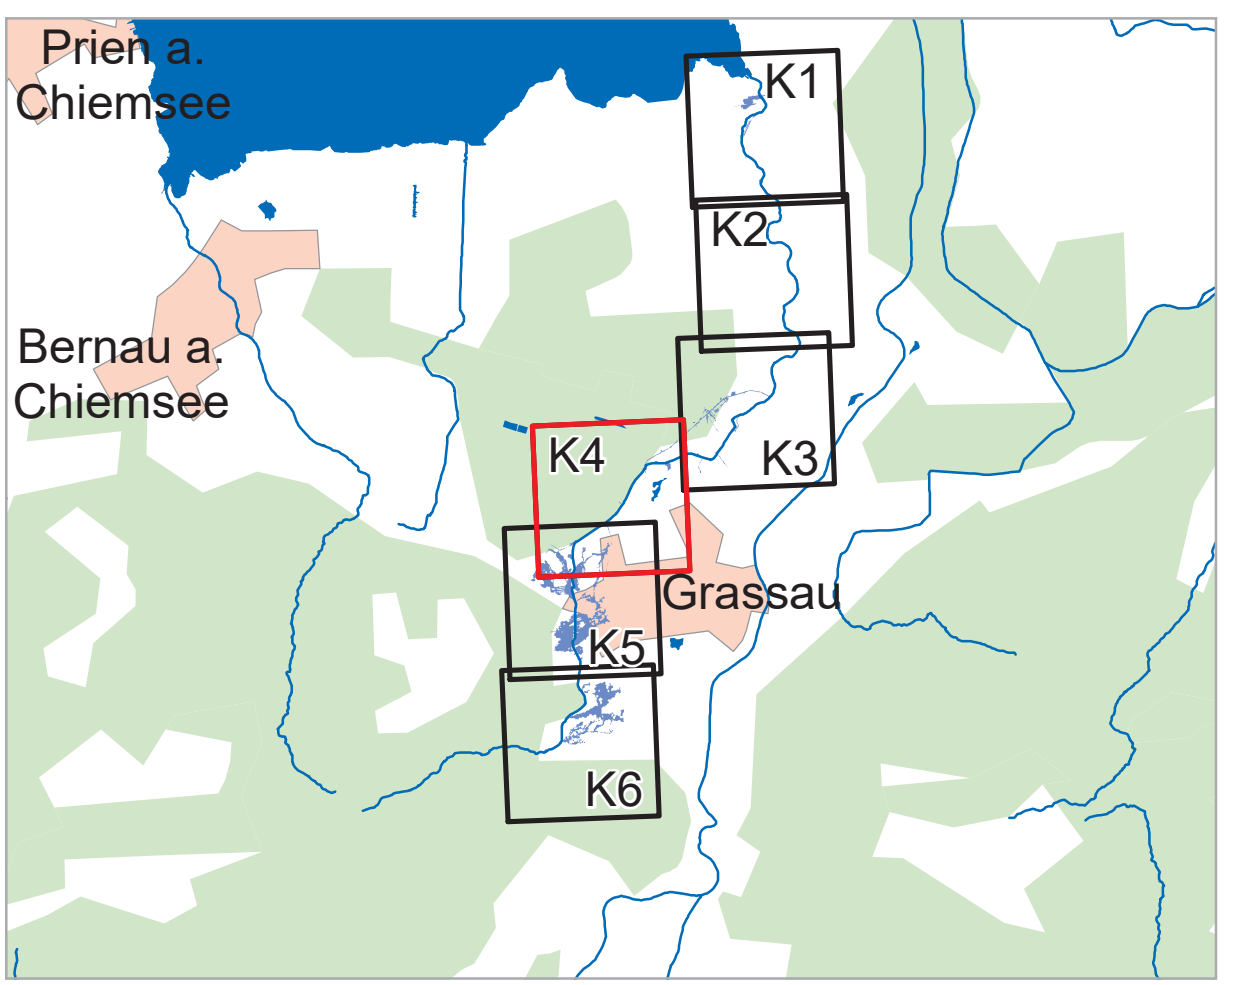 Prien a.
Chiemsee
K1
K2
Bernau a.
Chiemsee
K4
K3
Grassau
K5
K6